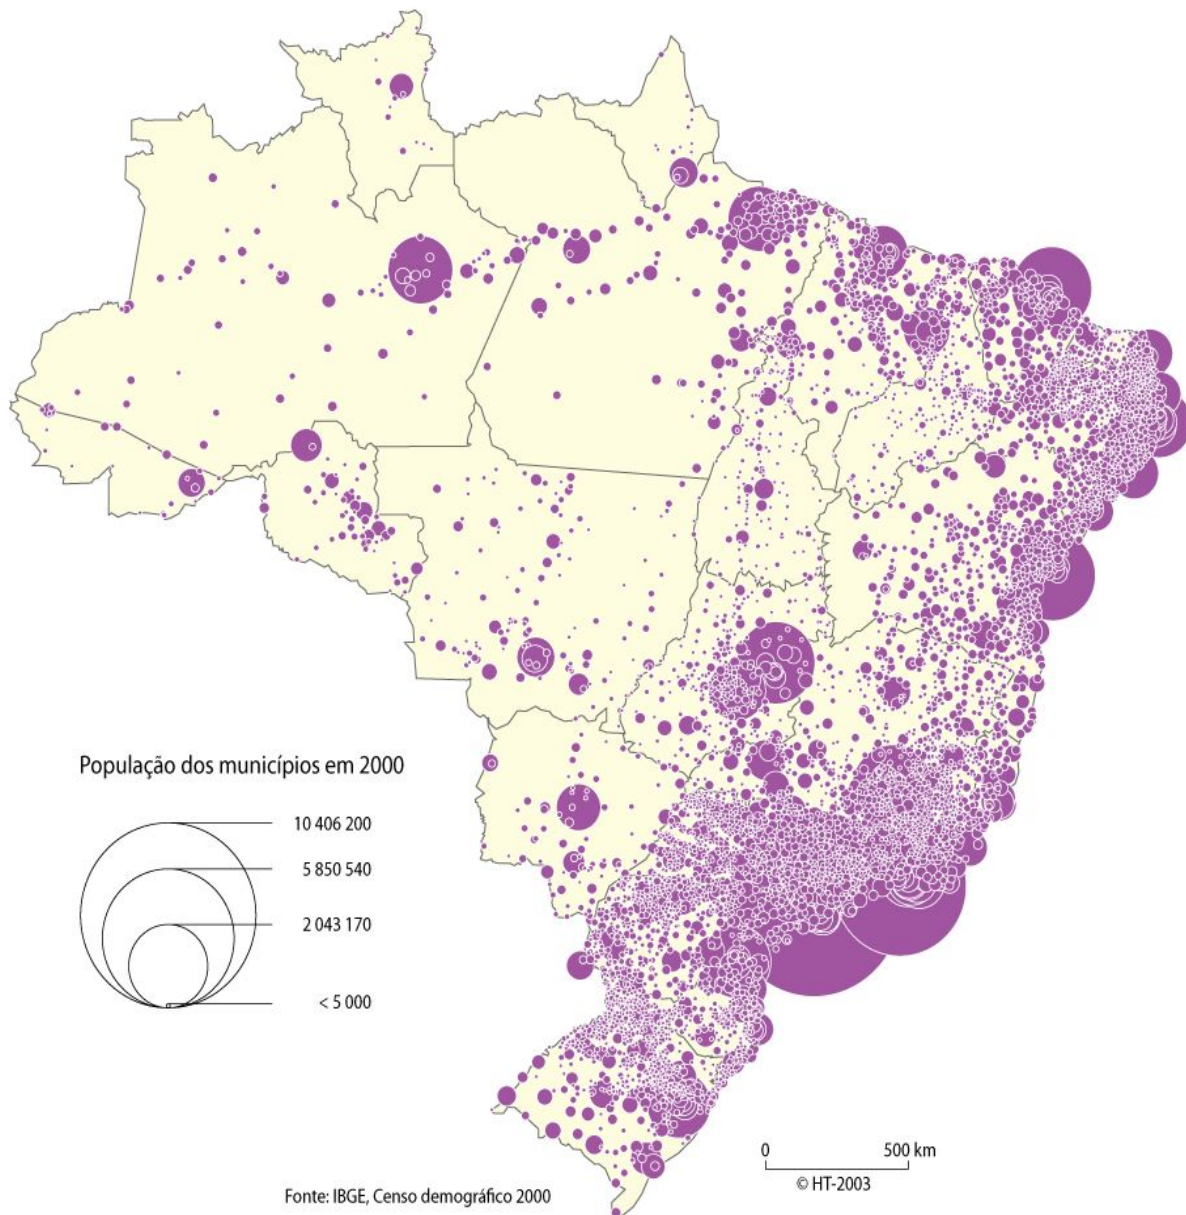 População dos municípios em 2000
10 406 200
5 850 540
2 043 170
< 5 000
0 500 km
© HT-2003
Fonte: IBGE, Censo demográfico 2000